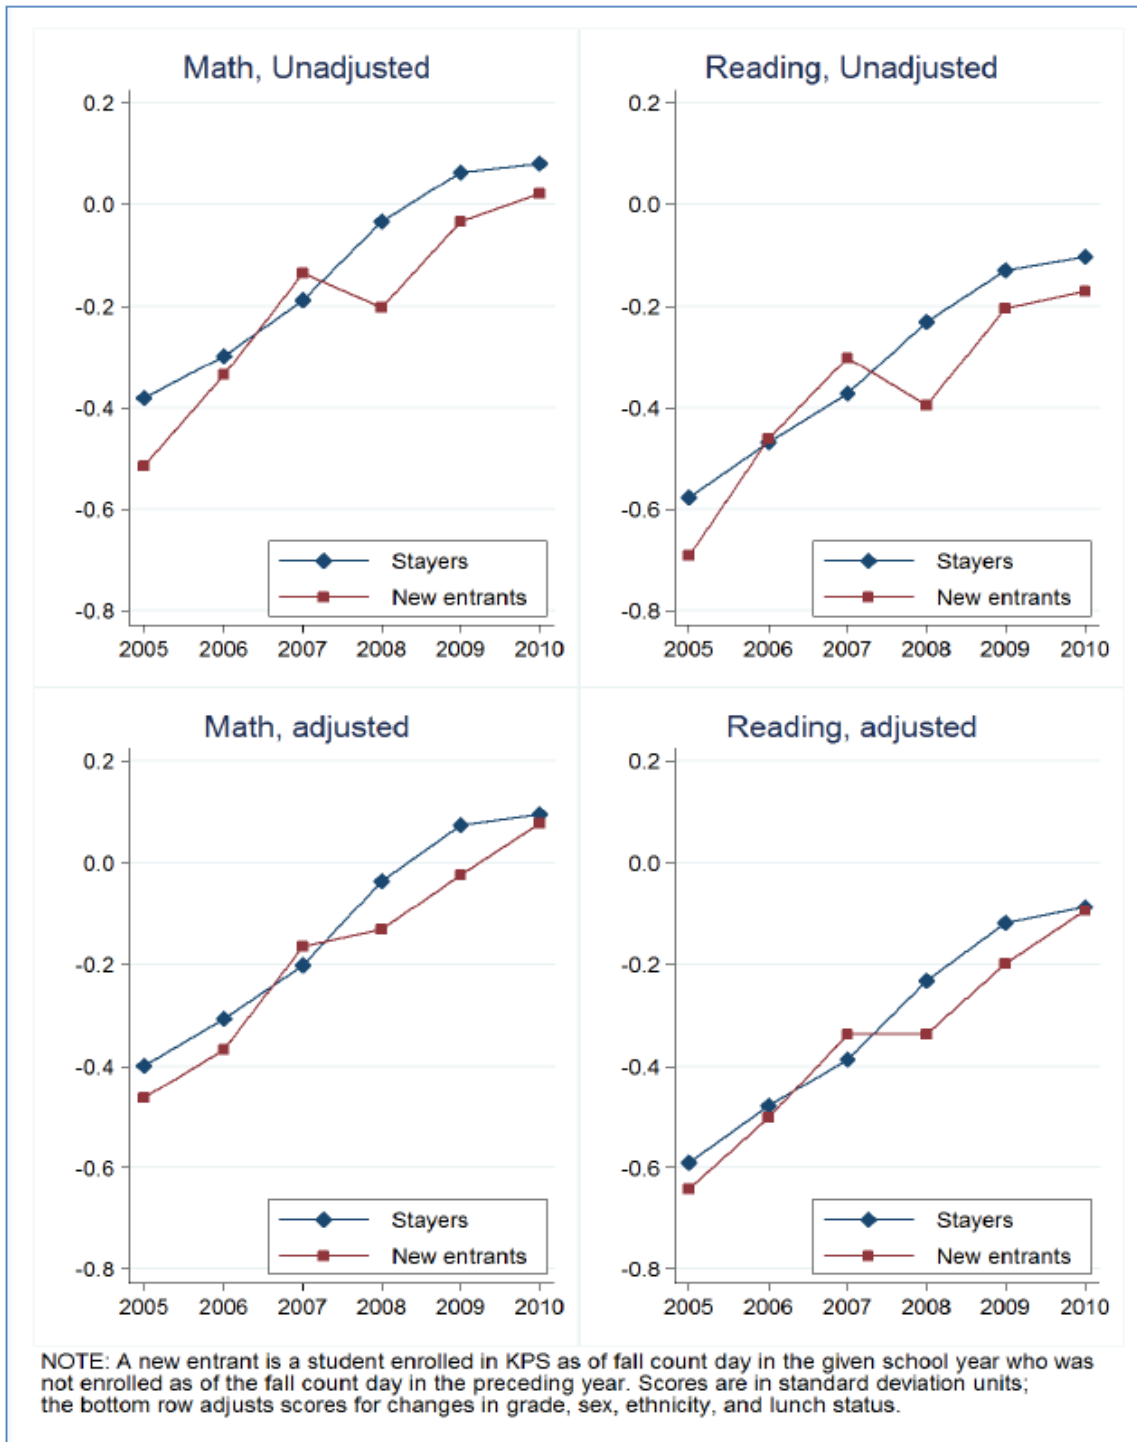 Math, Unadjusted
0.2
0.0
-0.2
-0.4
-0.6
-0.8
Stayers
New entrants
2005 2006 2007 2008 2009 2010
Reading, Unadjusted
0.2
0.0
-0.2
-0.4
-0.6
-0.8
Stayers
New entrants
2005 2006 2007 2008 2009 2010
Math, adjusted
0.2
0.0
-0.2
-0.4
-0.6
-0.8
Stayers
New entrants
2005 2006 2007 2008 2009 2010
Reading, adjusted
0.2
0.0
-0.2
-0.4
-0.6
-0.8
Stayers
New entrants
2005 2006 2007 2008 2009 2010
NOTE: A new entrant is a student enrolled in KPS as of fall count day in the given school year who was
not enrolled as of the fall count day in the preceding year. Scores are in standard deviation units;
the bottom row adjusts scores for changes in grade, sex, ethnicity, and lunch status.